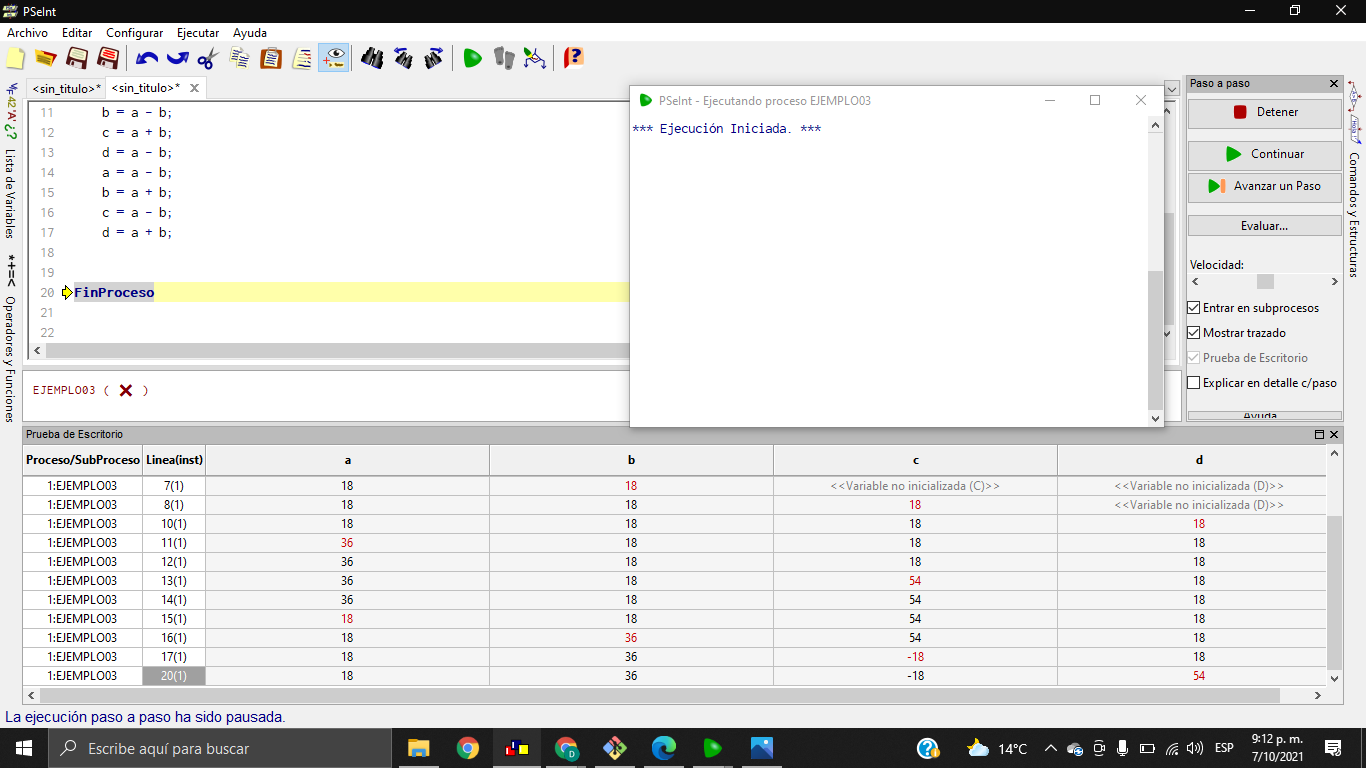 PSeInt
Archivo Editar Configurar Ejecutar Ayuda
<sin_titulo>* <sin_titulo>*
Lista de Variables
Operadores y Funciones
11 b = a - b;
12 c = a + b;
13 d = a - b;
14 a = a - b;
15 b = a + b;
16 c = a - b;
17 d = a + b;
18
19
20 FinProceso
21
22
EJEMPLO03 ( )
PSeInt - Ejecutando proceso EJEMPLO03
*** Ejecución Iniciada. ***
Paso a paso
Detener
Continuar
Avanzar un Paso
Evaluar...
Velocidad:
Entrar en subprocesos
Mostrar trazado
Prueba de Escritorio
Explicar en detalle c/paso
Ayuda
Comandos y Estructuras
Prueba de Escritorio
Proceso/SubProceso Linea(inst) a b c d
1:EJEMPLO03 7(1) 18 18 <<Variable no inicializada (C)>> <<Variable no inicializada (D)>>
1:EJEMPLO03 8(1) 18 18 18 <<Variable no inicializada (D)>>
1:EJEMPLO03 10(1) 18 18 18 18
1:EJEMPLO03 11(1) 36 18 18 18
1:EJEMPLO03 12(1) 36 18 18 18
1:EJEMPLO03 13(1) 36 18 54 18
1:EJEMPLO03 14(1) 36 18 54 18
1:EJEMPLO03 15(1) 18 18 54 18
1:EJEMPLO03 16(1) 18 36 54 18
1:EJEMPLO03 17(1) 18 36 -18 18
1:EJEMPLO03 20(1) 18 36 -18 54
La ejecución paso a paso ha sido pausada.
Escribe aquí para buscar
14°C
ESP
9:12 p. m.
7/10/2021